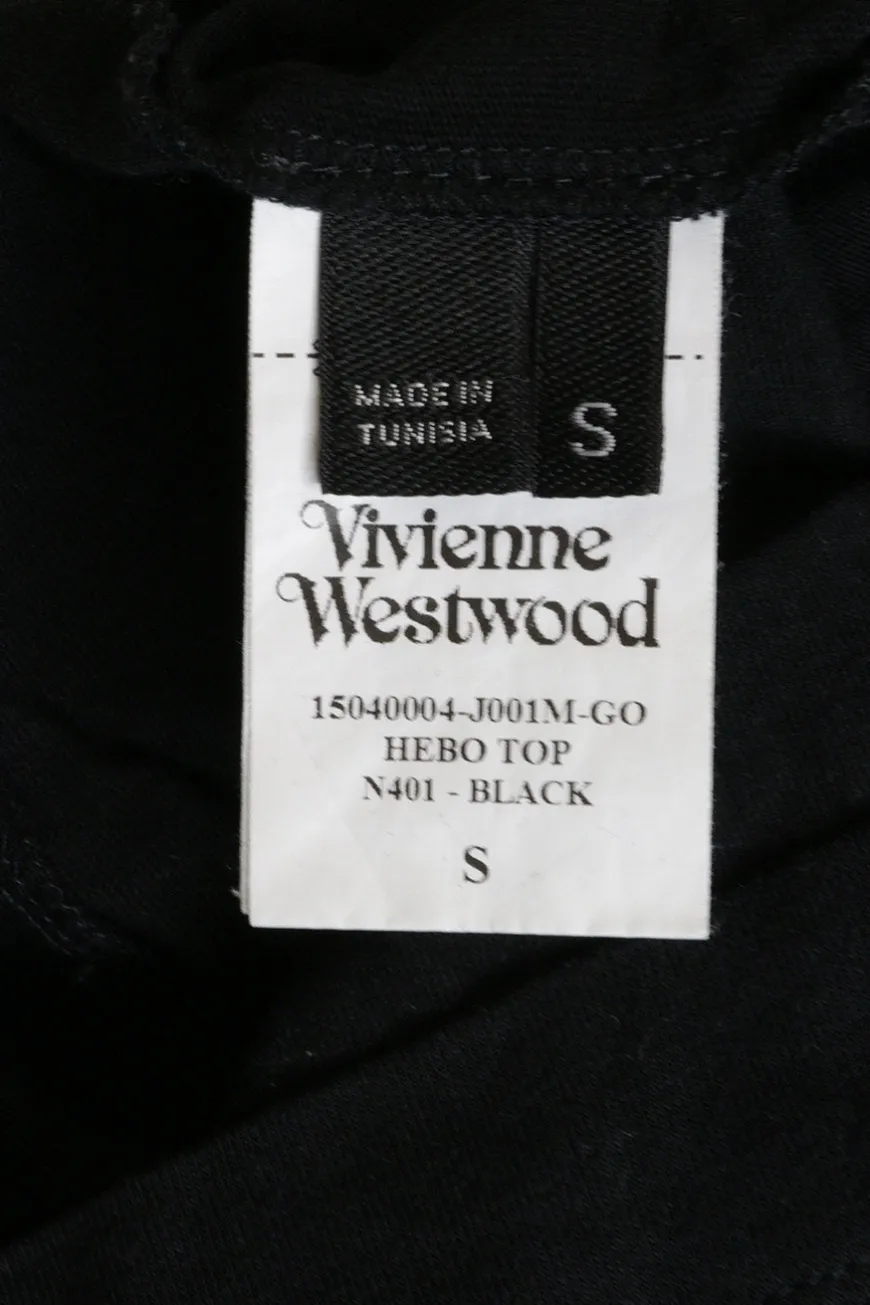 MADE IN
TUNISIA
S
Vivienne
Westwood
15040004-J001M-GO
HEBO TOP
N401 - BLACK
S